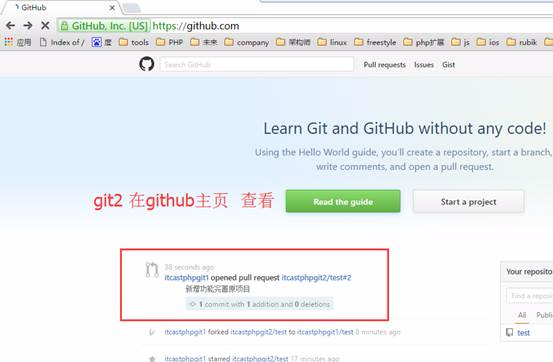 GitHub
GitHub, Inc. [US] https://github.com
应用 Index of / 度 tools PHP 未来 company 架构师 linux freestyle php扩展 js ios rubik
Search GitHub Pull requests Issues Gist
Learn Git and GitHub without any code!
Using the Hello World guide, you'll create a repository, start a branch,
write comments, and open a pull request.
git2 在github主页 查看 Read the guide Start a project
38 seconds ago
itcastphpgit1 opened pull request itcastphpgit2/test#2
新增功能完善原项目
1 commit with 1 addition and 0 deletions
Your reposito
Find a repo
All Public
test
itcastphpgit1 forked itcastphpgit2/test to itcastphpgit1/test 8 minutes ago
itcastphpgit1 starred itcastphpgit2/test 17 minutes ago